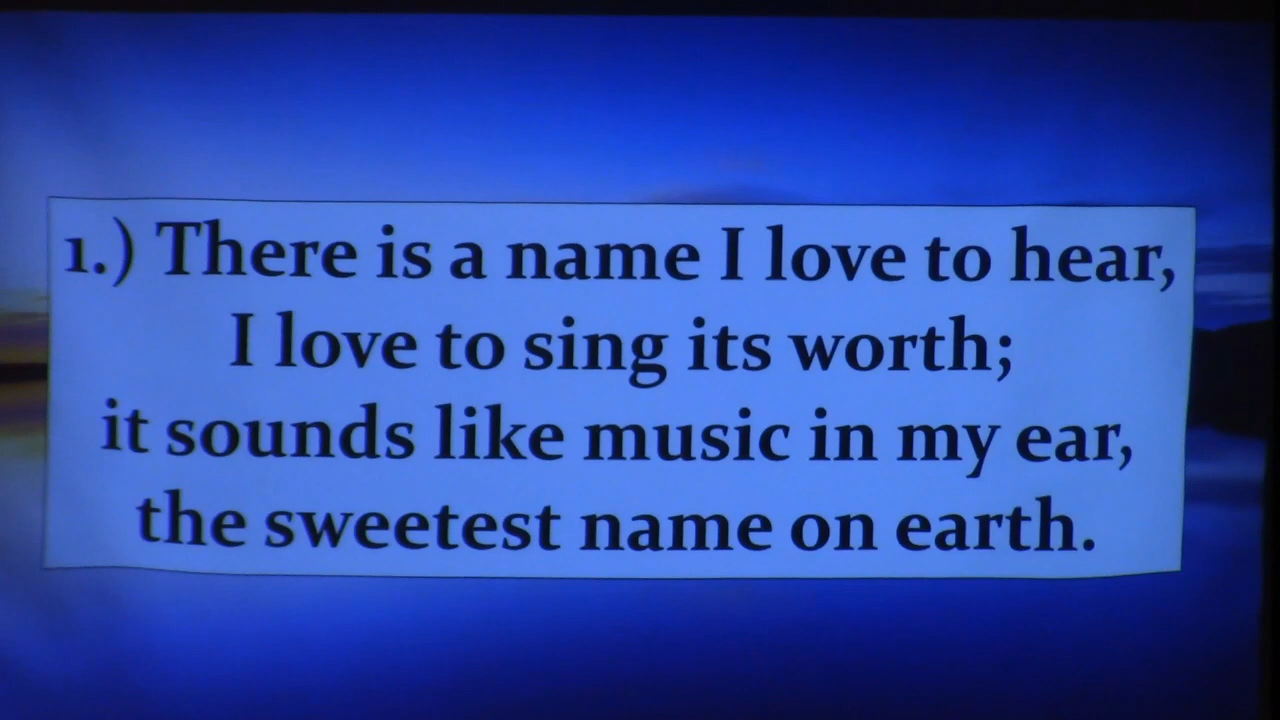 1.) There is a name I love to hear,
I love to sing its worth;
it sounds like music in my ear,
the sweetest name on earth.